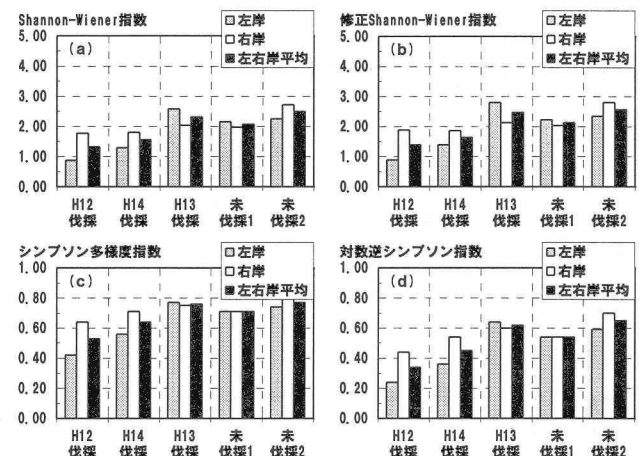 Shannon-Wiener指数
(a)
左岸
右岸
左右岸平均
5.00
4.00
3.00
2.00
1.00
0.00
H12 H14 H13 未 未
伐採 伐採 伐採 伐採1 伐採2
修正Shannon-Wiener指数
(b)
左岸
右岸
左右岸平均
5.00
4.00
3.00
2.00
1.00
0.00
H12 H14 H13 未 未
伐採 伐採 伐採 伐採1 伐採2
シンプソン多様度指数
(c)
左岸
右岸
左右岸平均
1.00
0.80
0.60
0.40
0.20
0.00
H12 H14 H13 未 未
伐採 伐採 伐採 伐採1 伐採2
対数逆シンプソン指数
(d)
左岸
右岸
左右岸平均
1.00
0.80
0.60
0.40
0.20
0.00
H12 H14 H13 未 未
伐採 伐採 伐採 伐採1 伐採2